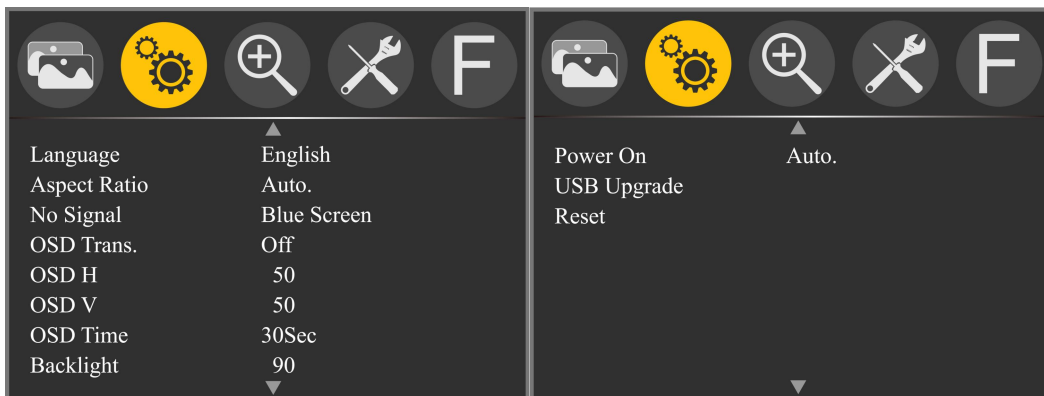 F
Language English
Aspect Ratio Auto.
No Signal Blue Screen
OSD Trans. Off
OSD H 50
OSD V 50
OSD Time 30Sec
Backlight 90
F
Power On Auto.
USB Upgrade
Reset